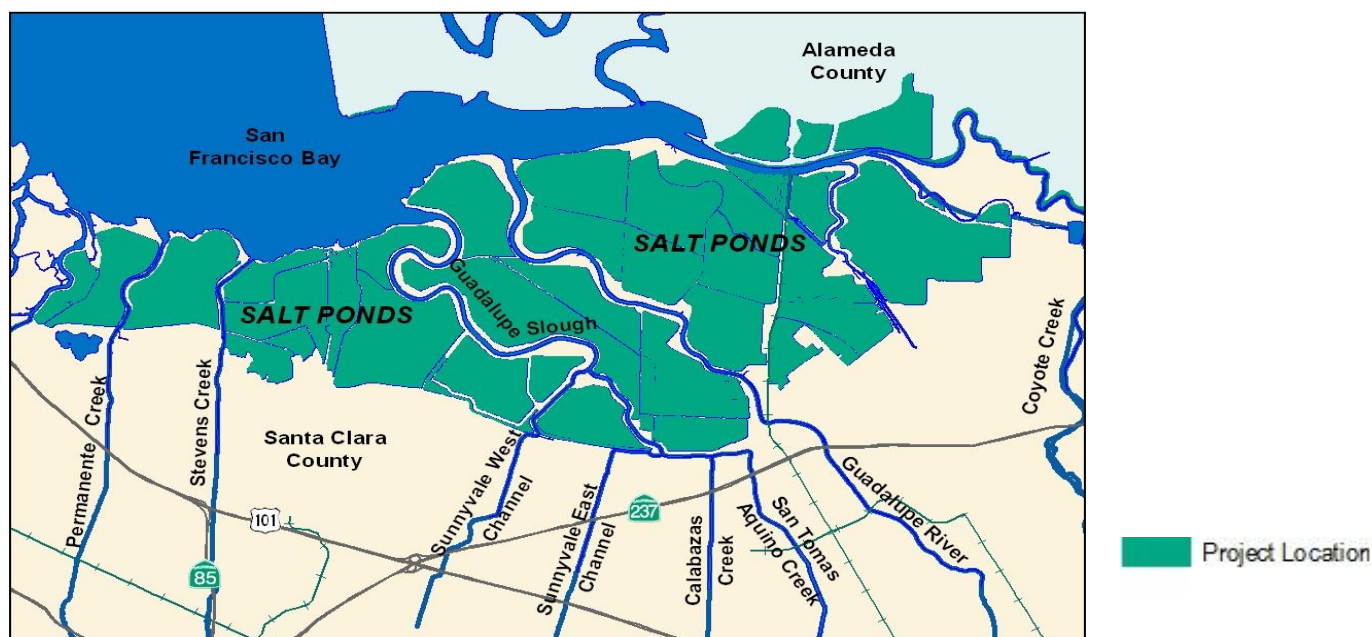 Alameda
County
San
Francisco Bay
SALT PONDS
SALT PONDS
Guadalupe Slough
Coyote Creek
Permanente Creek
Stevens Creek
Santa Clara
County
Sunnyvale West
Channel
Sunnyvale East
Channel
Calabazas
Creek
San Tomas
Aquino Creek
Guadalupe River
101
237
85
Project Location